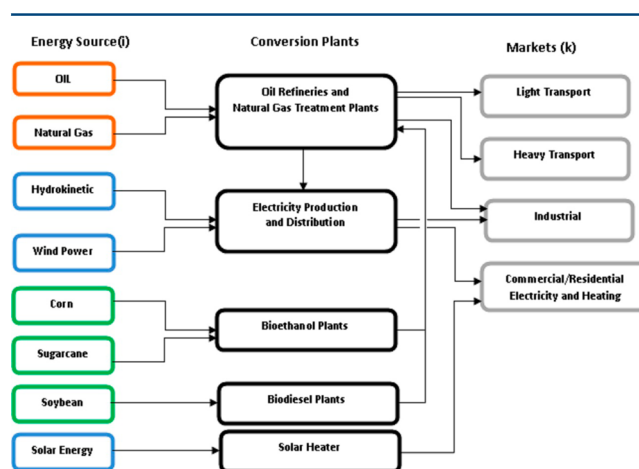 Energy Source(i)
Conversion Plants
Markets (k)
OIL
Natural Gas
Hydrokinetic
Wind Power
Corn
Sugarcane
Soybean
Solar Energy
Oil Refineries and
Natural Gas Treatment Plants
Electricity Production
and Distribution
Bioethanol Plants
Biodiesel Plants
Solar Heater
Light Transport
Heavy Transport
Industrial
Commercial/Residential
Electricity and Heating